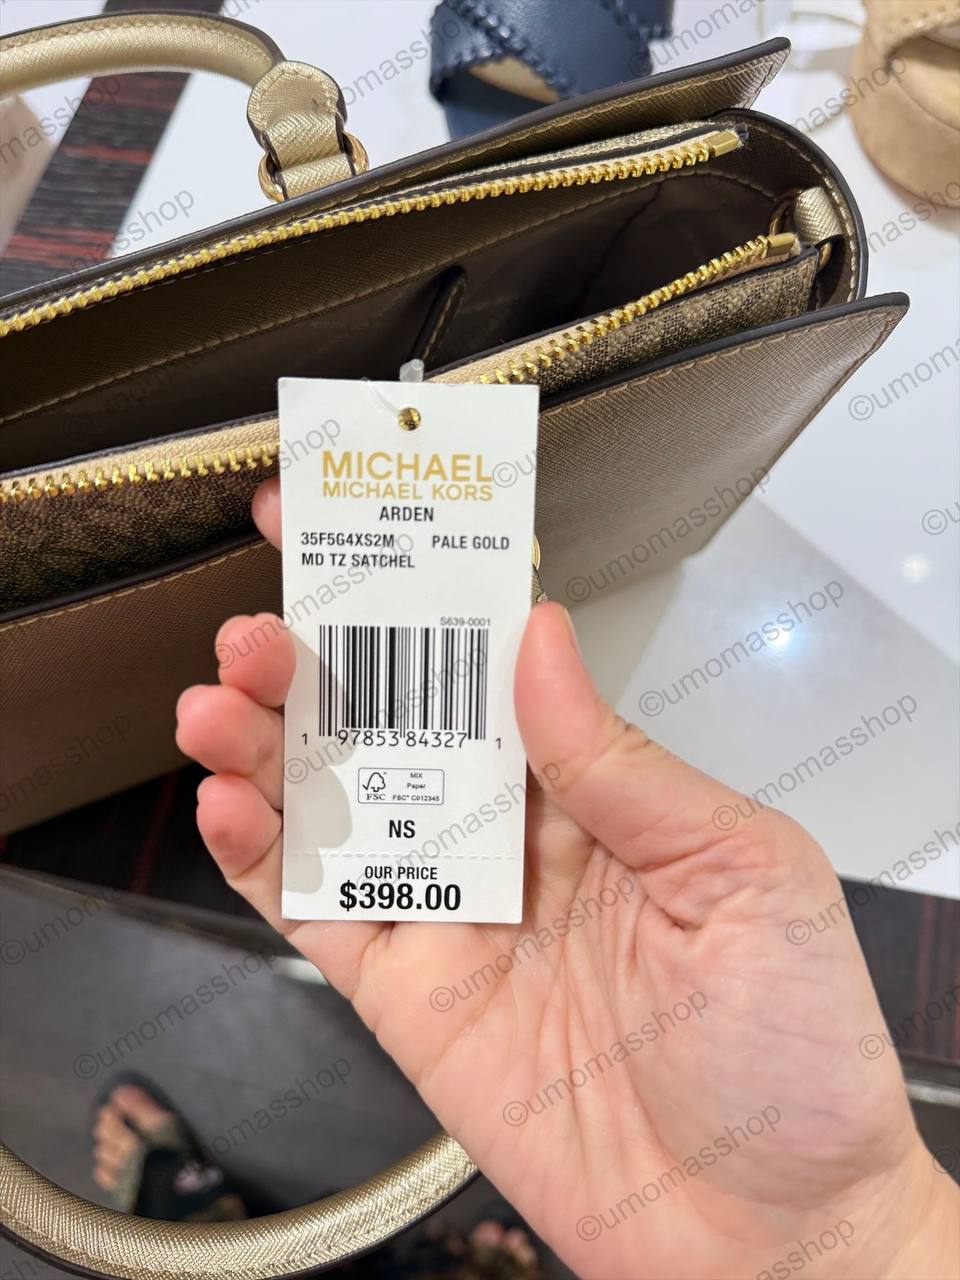 MICHAEL
MICHAEL KORS
ARDEN
35F5G4XS2M PALE GOLD
MD TZ SATCHEL
S639-0001
1 97853 84327 1
FSC
MIX
Paper
FSC™ C012345
NS
OUR PRICE
$398.00
©umomasshop